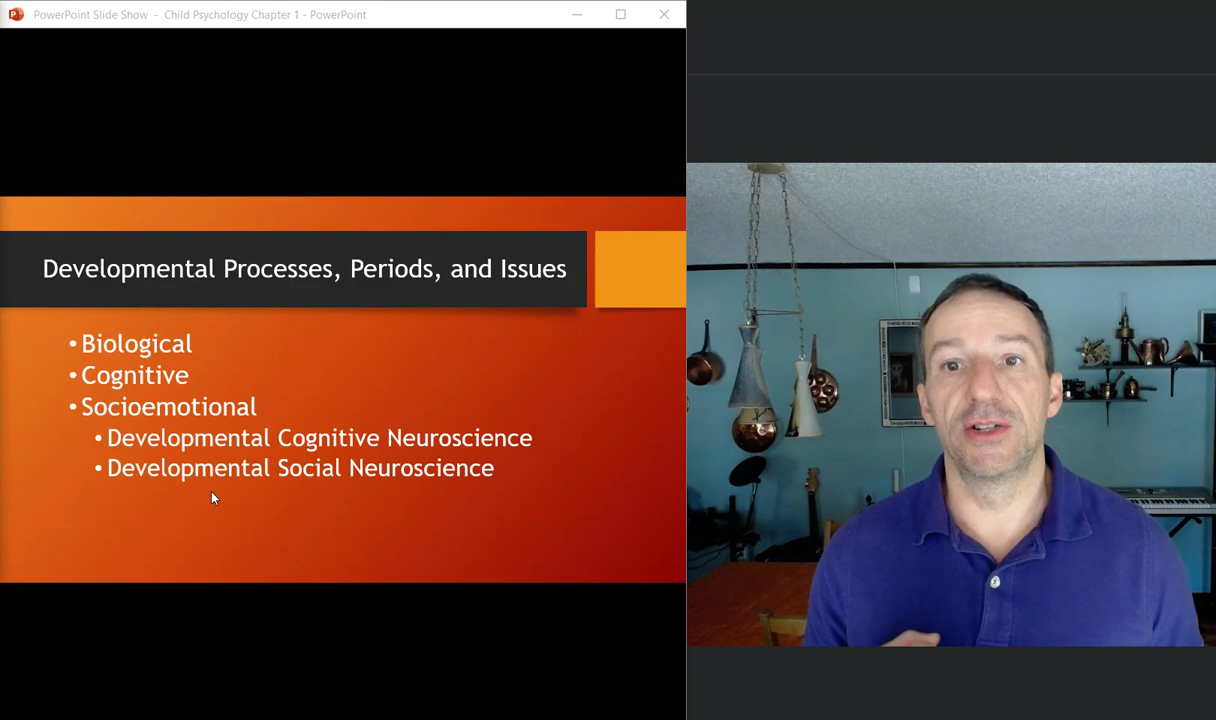 PowerPoint Slide Show - Child Psychology Chapter 1 - PowerPoint
Developmental Processes, Periods, and Issues
• Biological
• Cognitive
• Socioemotional
• Developmental Cognitive Neuroscience
• Developmental Social Neuroscience